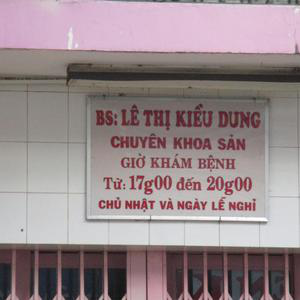 BS: LÊ THỊ KIỀU DUNG
CHUYÊN KHOA SẢN
GIỜ KHÁM BỆNH
Từ: 17g00 đến 20g00
CHỦ NHẬT VÀ NGÀY LỄ NGHỈ